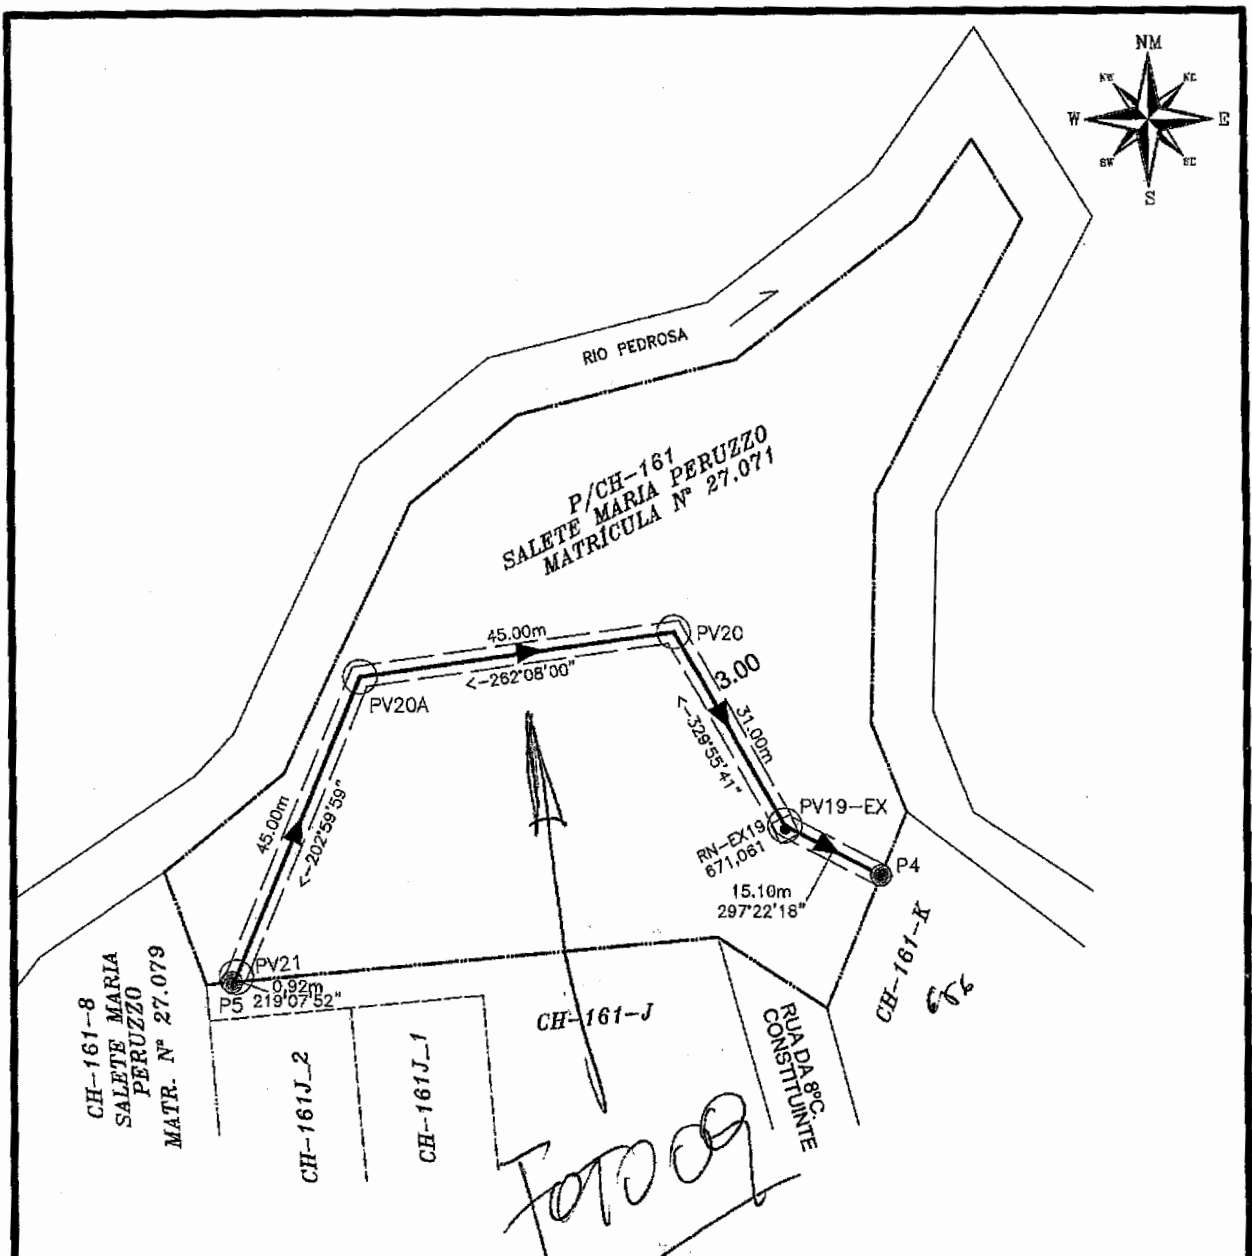 NM
NW
NE
W
E
SW
SE
S
RIO PEDROSA
P/CH-161
SALETE MARIA PERUZZO
MATRÍCULA Nº 27.071
45.00m
PV20
<-262°08'00"
3.00
PV20A
31.00m
<-329°55'41"
45.00m
<-202°59'59"
PV19-EX
RN-EX19
671,061
P4
15.10m
297°22'18"
PV21
0,92m
P5 219°07'52"
CH-161-8
SALETE MARIA
PERUZZO
MATR. Nº 27.079
CH-161J_2
CH-161J_1
CH-161-J
RUA DA 8ºC.
CONSTITUINTE
CH-161-K